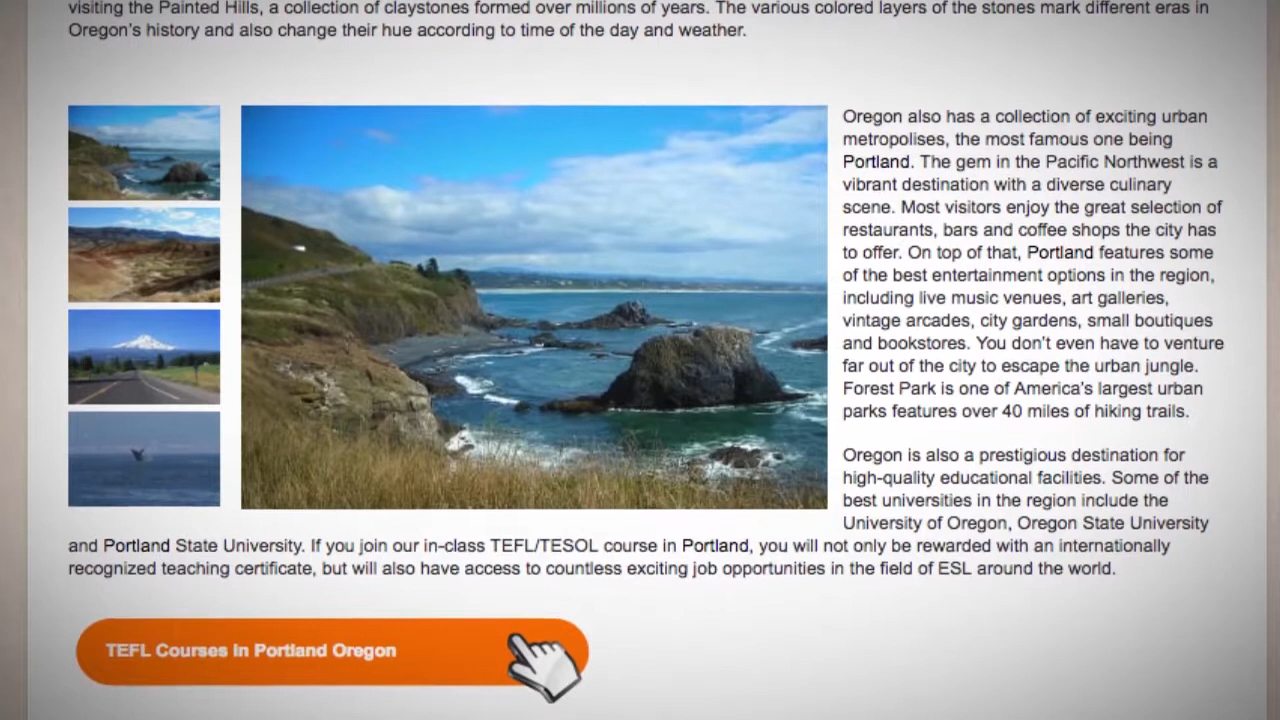 visiting the Painted Hills, a collection of claystones formed over millions of years. The various colored layers of the stones mark different eras in
Oregon's history and also change their hue according to time of the day and weather.
Oregon also has a collection of exciting urban
metropolises, the most famous one being
Portland. The gem in the Pacific Northwest is a
vibrant destination with a diverse culinary
scene. Most visitors enjoy the great selection of
restaurants, bars and coffee shops the city has
to offer. On top of that, Portland features some
of the best entertainment options in the region,
including live music venues, art galleries,
vintage arcades, city gardens, small boutiques
and bookstores. You don't even have to venture
far out of the city to escape the urban jungle.
Forest Park is one of America's largest urban
parks features over 40 miles of hiking trails.
Oregon is also a prestigious destination for
high-quality educational facilities. Some of the
best universities in the region include the
University of Oregon, Oregon State University
and Portland State University. If you join our in-class TEFL/TESOL course in Portland, you will not only be rewarded with an internationally
recognized teaching certificate, but will also have access to countless exciting job opportunities in the field of ESL around the world.
TEFL Courses in Portland Oregon